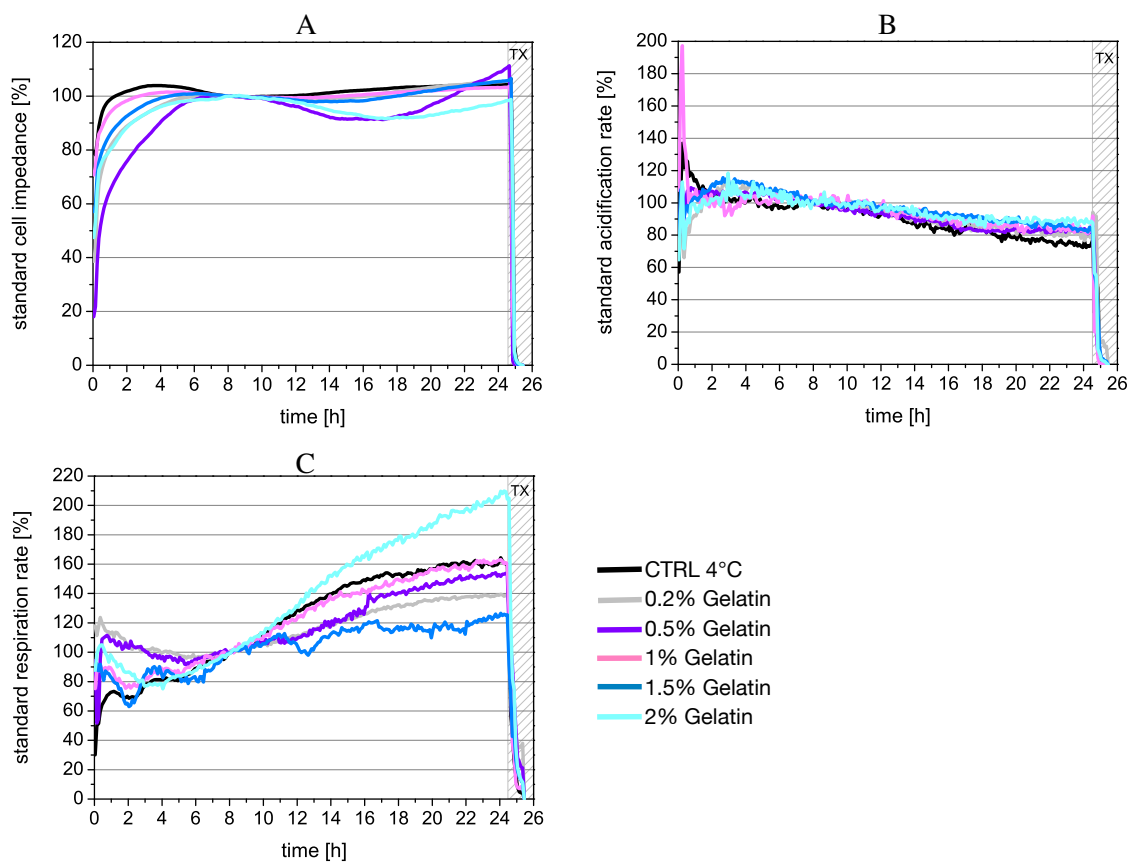 A
standard cell impedance [%]
120
100
80
60
40
20
0
TX
0 2 4 6 8 10 12 14 16 18 20 22 24 26
time [h]
B
standard acidification rate [%]
200
180
160
140
120
100
80
60
40
20
0
TX
0 2 4 6 8 10 12 14 16 18 20 22 24 26
time [h]
C
standard respiration rate [%]
220
200
180
160
140
120
100
80
60
40
20
0
TX
0 2 4 6 8 10 12 14 16 18 20 22 24 26
time [h]
CTRL 4°C
0.2% Gelatin
0.5% Gelatin
1% Gelatin
1.5% Gelatin
2% Gelatin